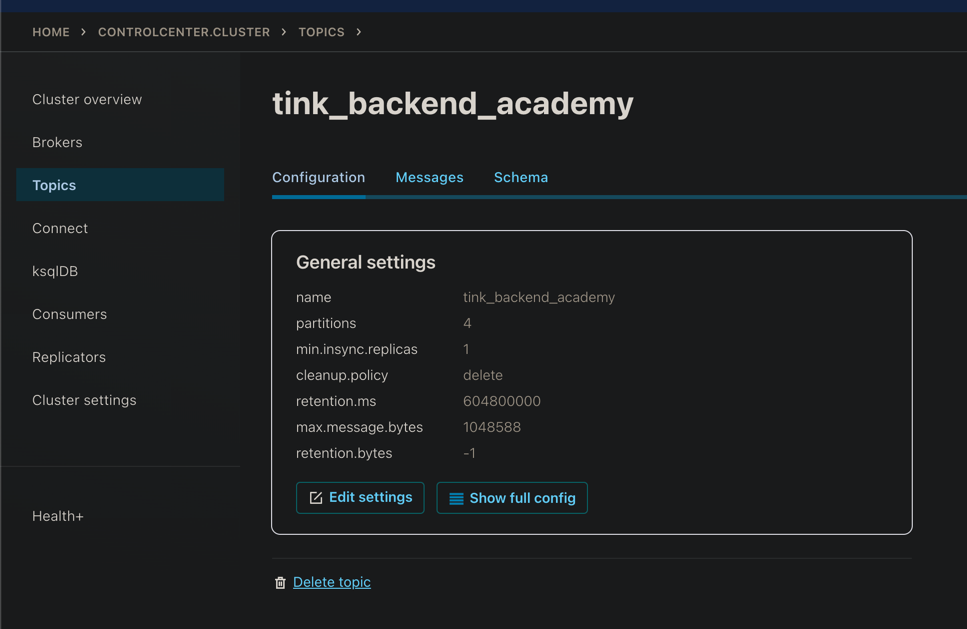 HOME > CONTROLCENTER.CLUSTER > TOPICS >
Cluster overview
Brokers
Topics
Connect
ksqlDB
Consumers
Replicators
Cluster settings
Health+
tink_backend_academy
Configuration Messages Schema
General settings
name tink_backend_academy
partitions 4
min.insync.replicas 1
cleanup.policy delete
retention.ms 604800000
max.message.bytes 1048588
retention.bytes -1
Edit settings Show full config
Delete topic